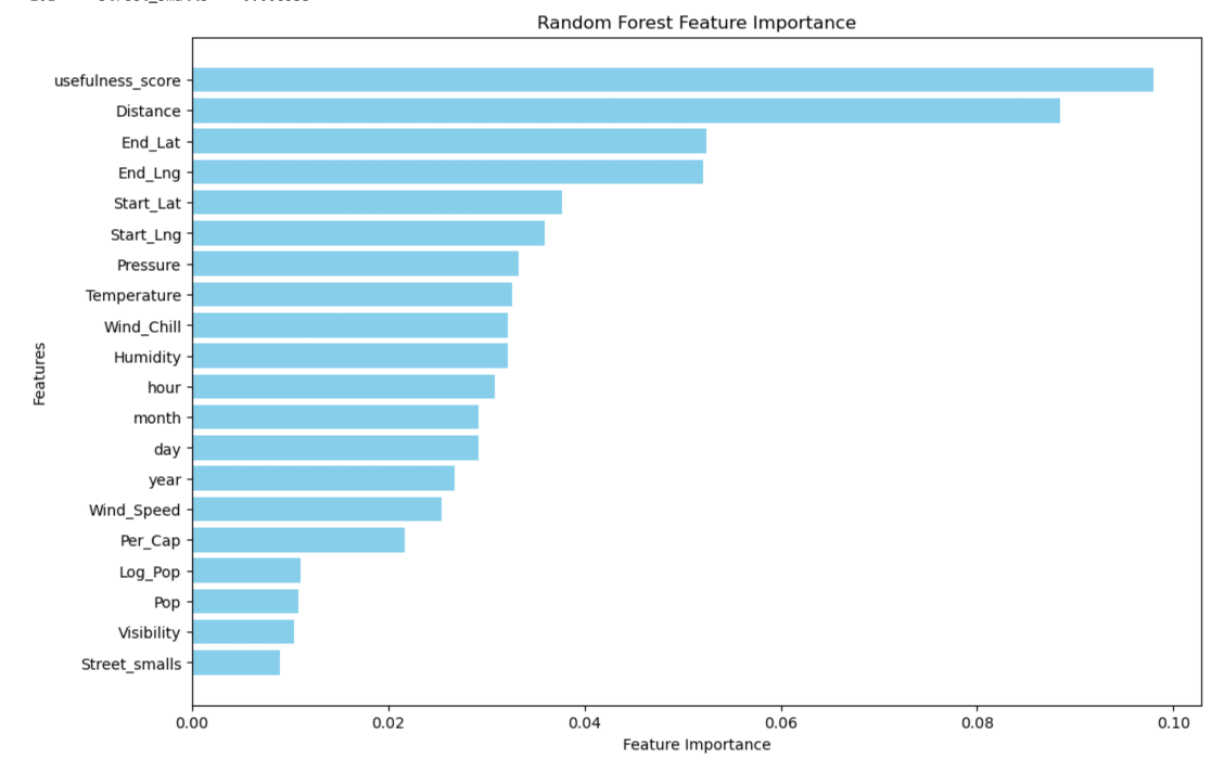 Random Forest Feature Importance
usefulness_score
Distance
End_Lat
End_Lng
Start_Lat
Start_Lng
Pressure
Temperature
Wind_Chill
Humidity
hour
month
day
year
Wind_Speed
Per_Cap
Log_Pop
Pop
Visibility
Street_smalls
Features
0.00 0.02 0.04 0.06 0.08 0.10
Feature Importance